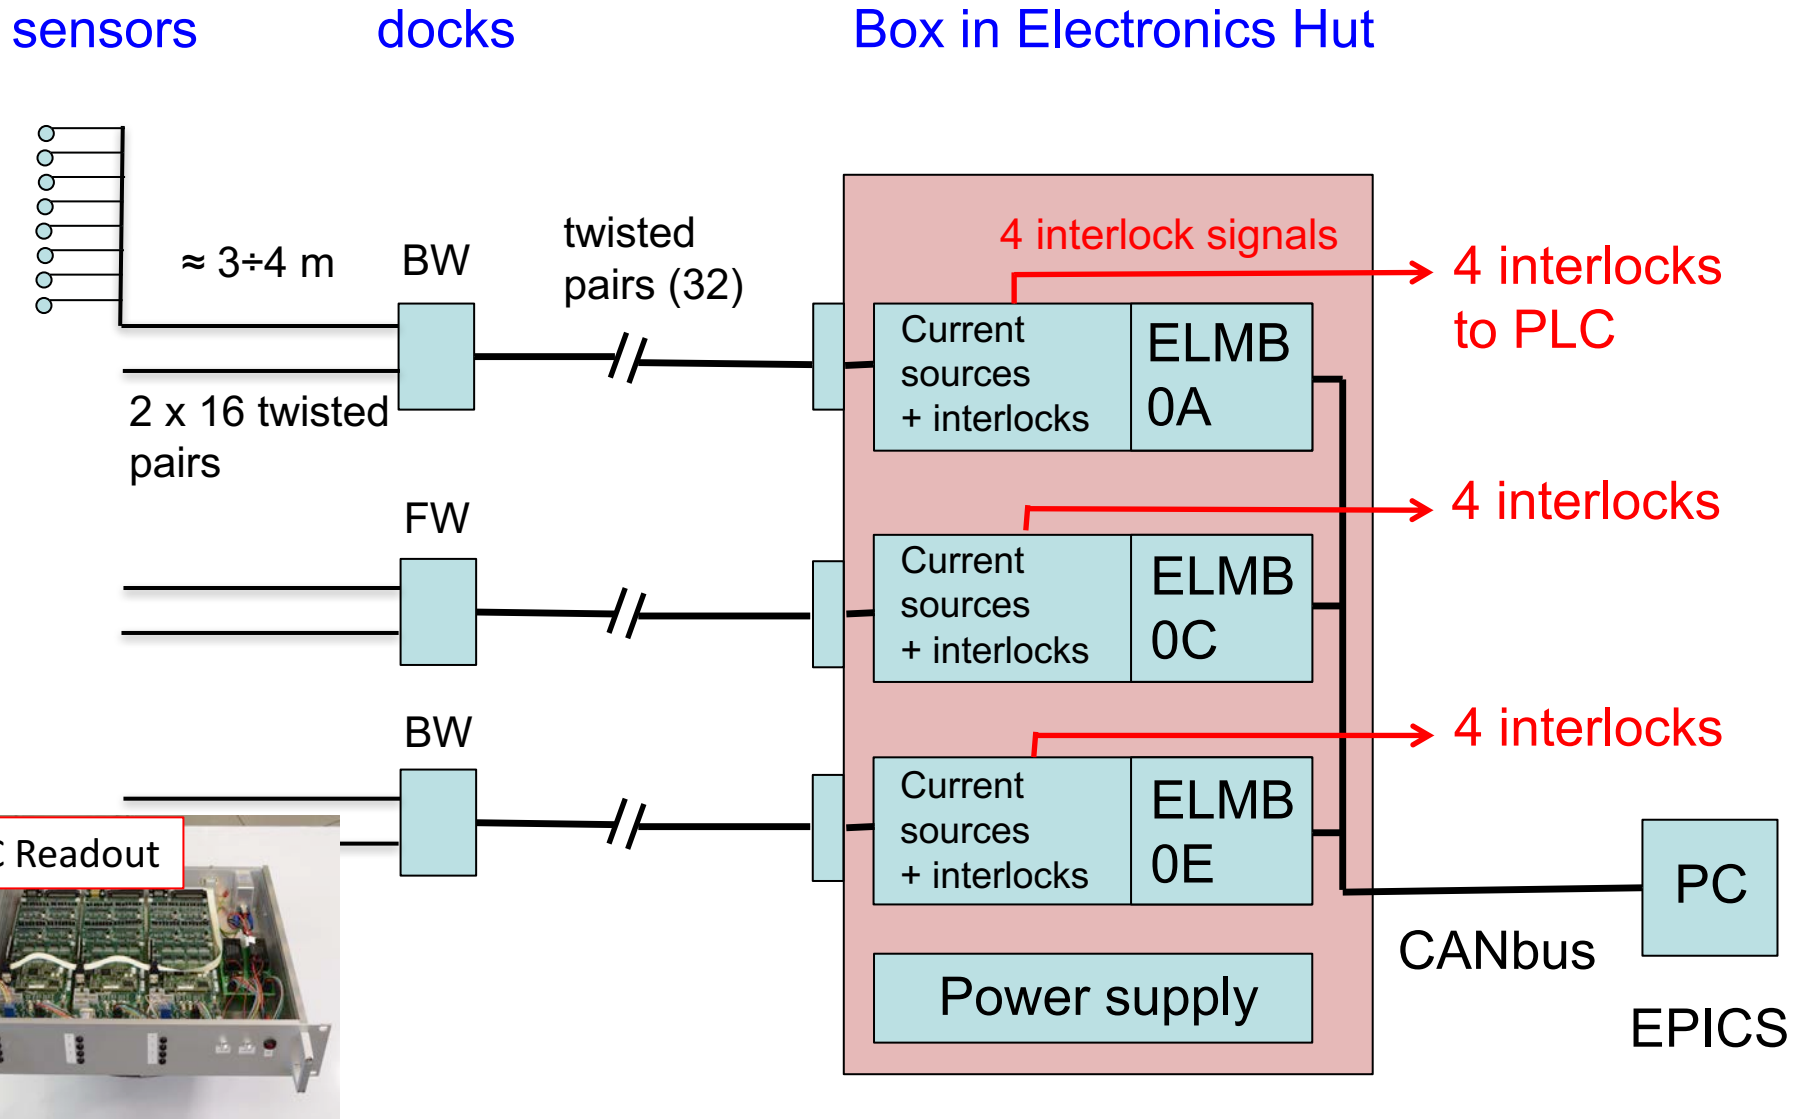 sensors
docks
Box in Electronics Hut
≈ 3÷4 m
BW
twisted
pairs (32)
2 x 16 twisted
pairs
4 interlock signals
4 interlocks
to PLC
Current
sources
+ interlocks
ELMB
0A
FW
4 interlocks
Current
sources
+ interlocks
ELMB
0C
BW
4 interlocks
Current
sources
+ interlocks
ELMB
0E
Readout
Power supply
CANbus
PC
EPICS